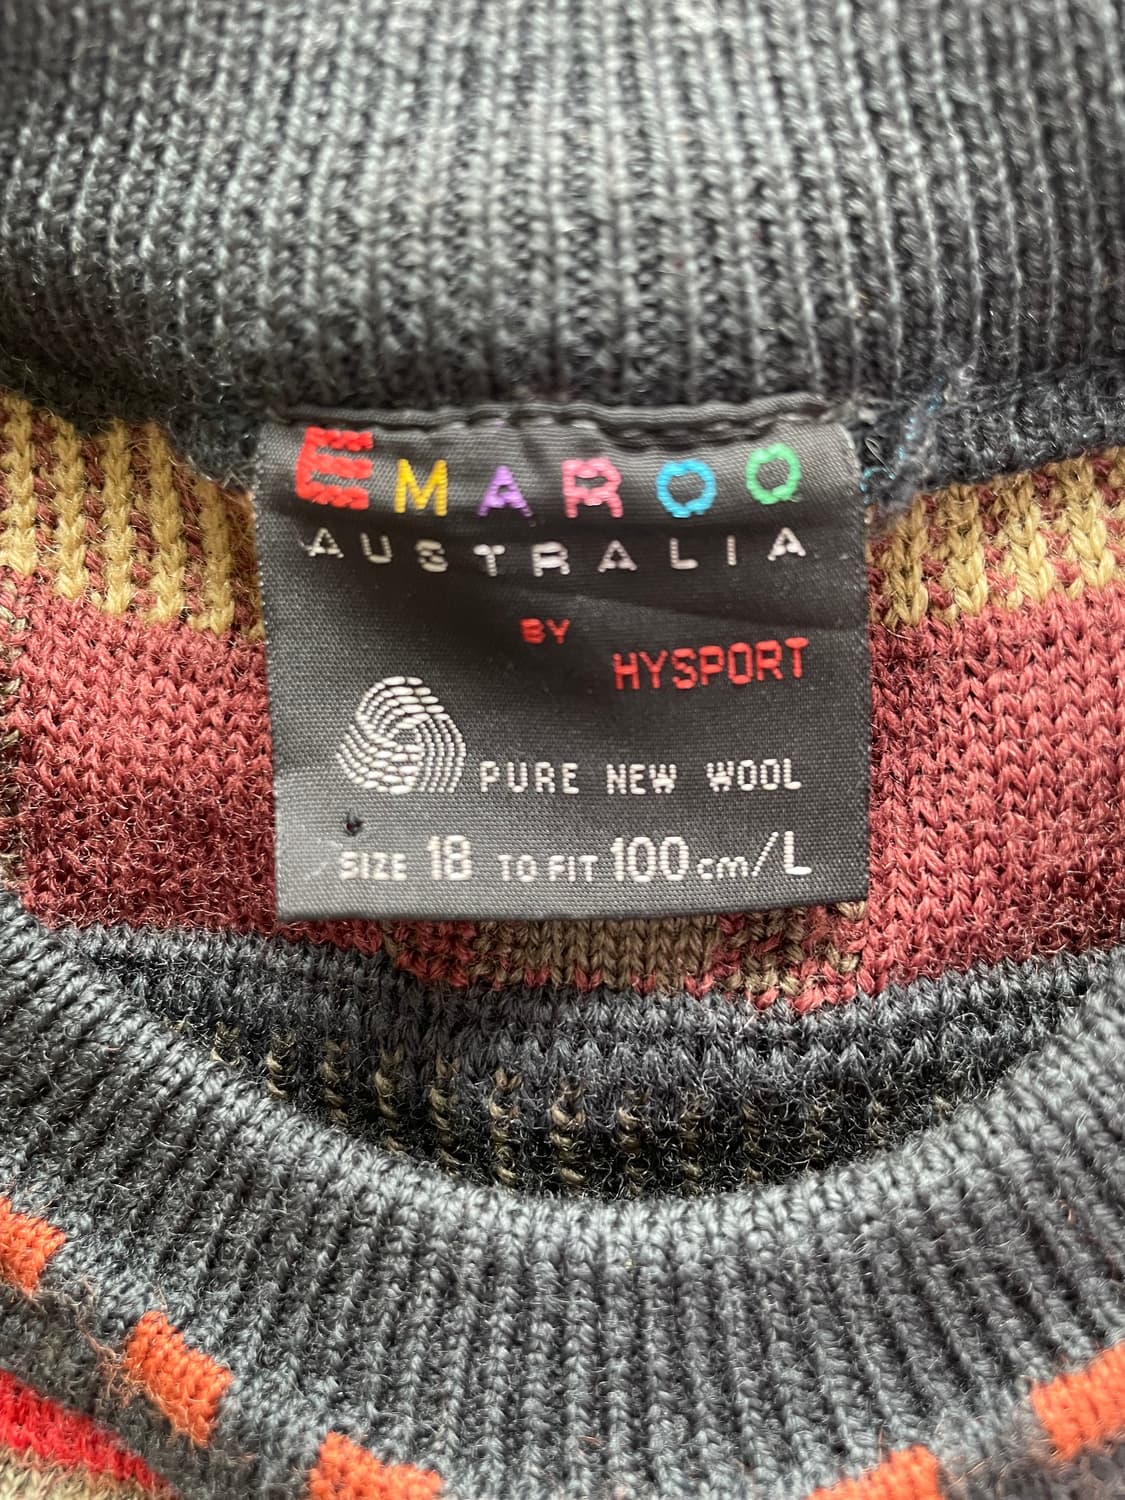 EMAROO
AUSTRALIA
BY
HYSPORT
PURE NEW WOOL
SIZE 18 TO FIT 100cm/L